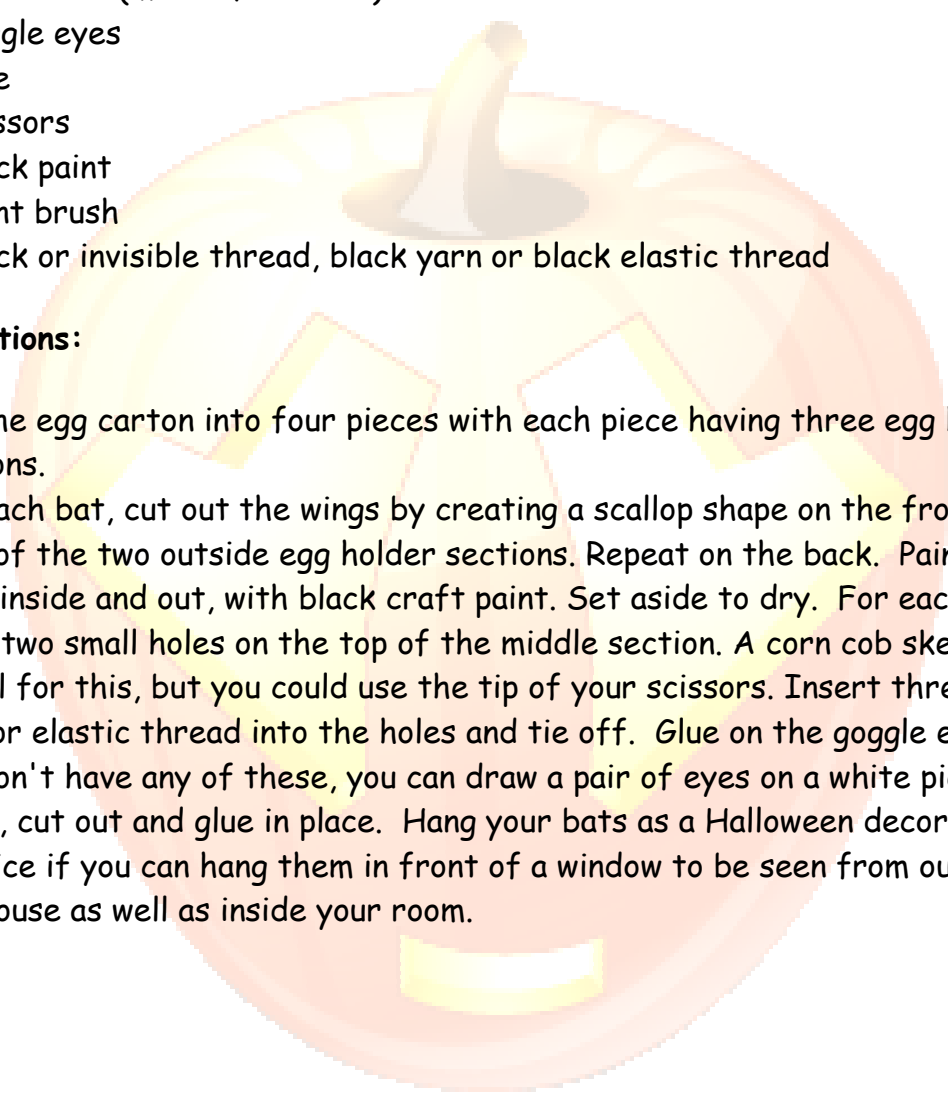 gle eyes
e
ssors
ck paint
nt brush
ck or invisible thread, black yarn or black elastic thread
tions:
ne egg carton into four pieces with each piece having three egg
ons.
ach bat, cut out the wings by creating a scallop shape on the fro
of the two outside egg holder sections. Repeat on the back. Pain
inside and out, with black craft paint. Set aside to dry. For eac
two small holes on the top of the middle section. A corn cob ske
l for this, but you could use the tip of your scissors. Insert thre
or elastic thread into the holes and tie off. Glue on the goggle e
on't have any of these, you can draw a pair of eyes on a white pi
, cut out and glue in place. Hang your bats as a Halloween decor
ice if you can hang them in front of a window to be seen from ou
ouse as well as inside your room.